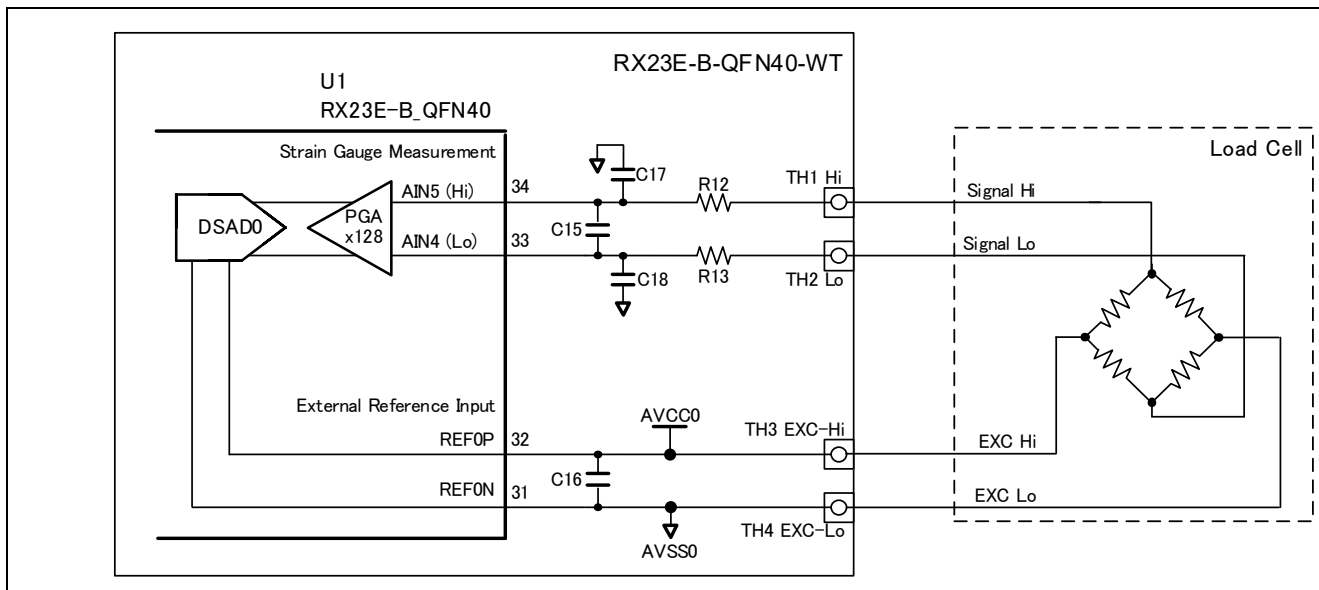 RX23E-B-QFN40-WT
U1
RX23E-B_QFN40
Strain Gauge Measurement
Load Cell
C17
R12
TH1 Hi
Signal Hi
AIN5 (Hi)
34
DSAD0
PGA
x128
C15
AIN4 (Lo)
33
Signal Lo
C18
R13
TH2 Lo
External Reference Input
AVCC0
TH3 EXC-Hi
REF0P
32
EXC Hi
C16
REF0N
31
EXC Lo
TH4 EXC-Lo
AVSS0